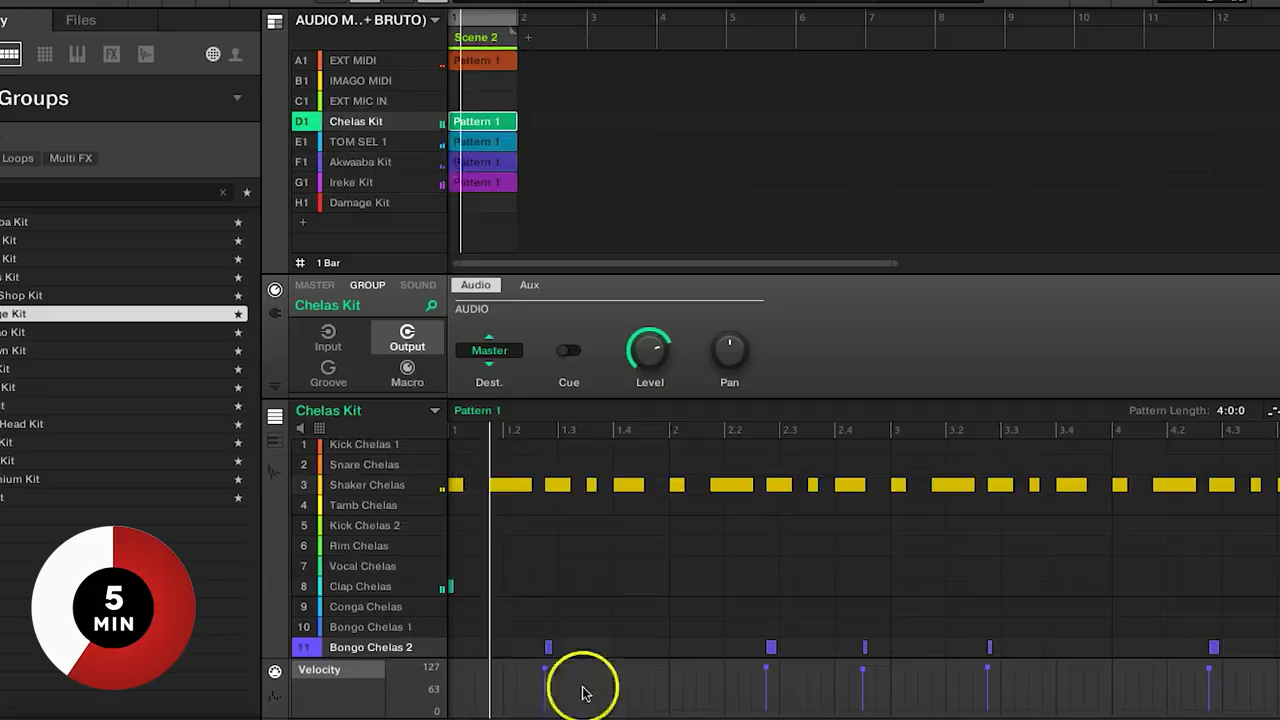 y Files
Groups
Loops Multi FX
x
ba Kit
Kit
Kit
s Kit
Shop Kit
ge Kit
o Kit
n Kit
Kit
Kit
t
Head Kit
Kit
Kit
nium Kit
t
5
MIN
AUDIO M..+ BRUTO)
1 2 3 4 5 6 7 8 9 10 11 12
Scene 2 +
A1 EXT MIDI Pattern 1
B1 IMAGO MIDI
C1 EXT MIC IN
D1 Chelas Kit Pattern 1
E1 TOM SEL 1 Pattern 1
F1 Akwaaba Kit Pattern 1
G1 Ireke Kit Pattern 1
H1 Damage Kit
+
# 1 Bar
MASTER GROUP SOUND
Chelas Kit
Input Output
Groove Macro
Audio Aux
AUDIO
Master
Dest. Cue Level Pan
Chelas Kit Pattern 1 Pattern Length: 4:0:0
1 1.2 1.3 1.4 2 2.2 2.3 2.4 3 3.2 3.3 3.4 4 4.2 4.3
1 Kick Chelas 1
2 Snare Chelas
3 Shaker Chelas
4 Tamb Chelas
5 Kick Chelas 2
6 Rim Chelas
7 Vocal Chelas
8 Clap Chelas
9 Conga Chelas
10 Bongo Chelas 1
11 Bongo Chelas 2
Velocity 127
63
0